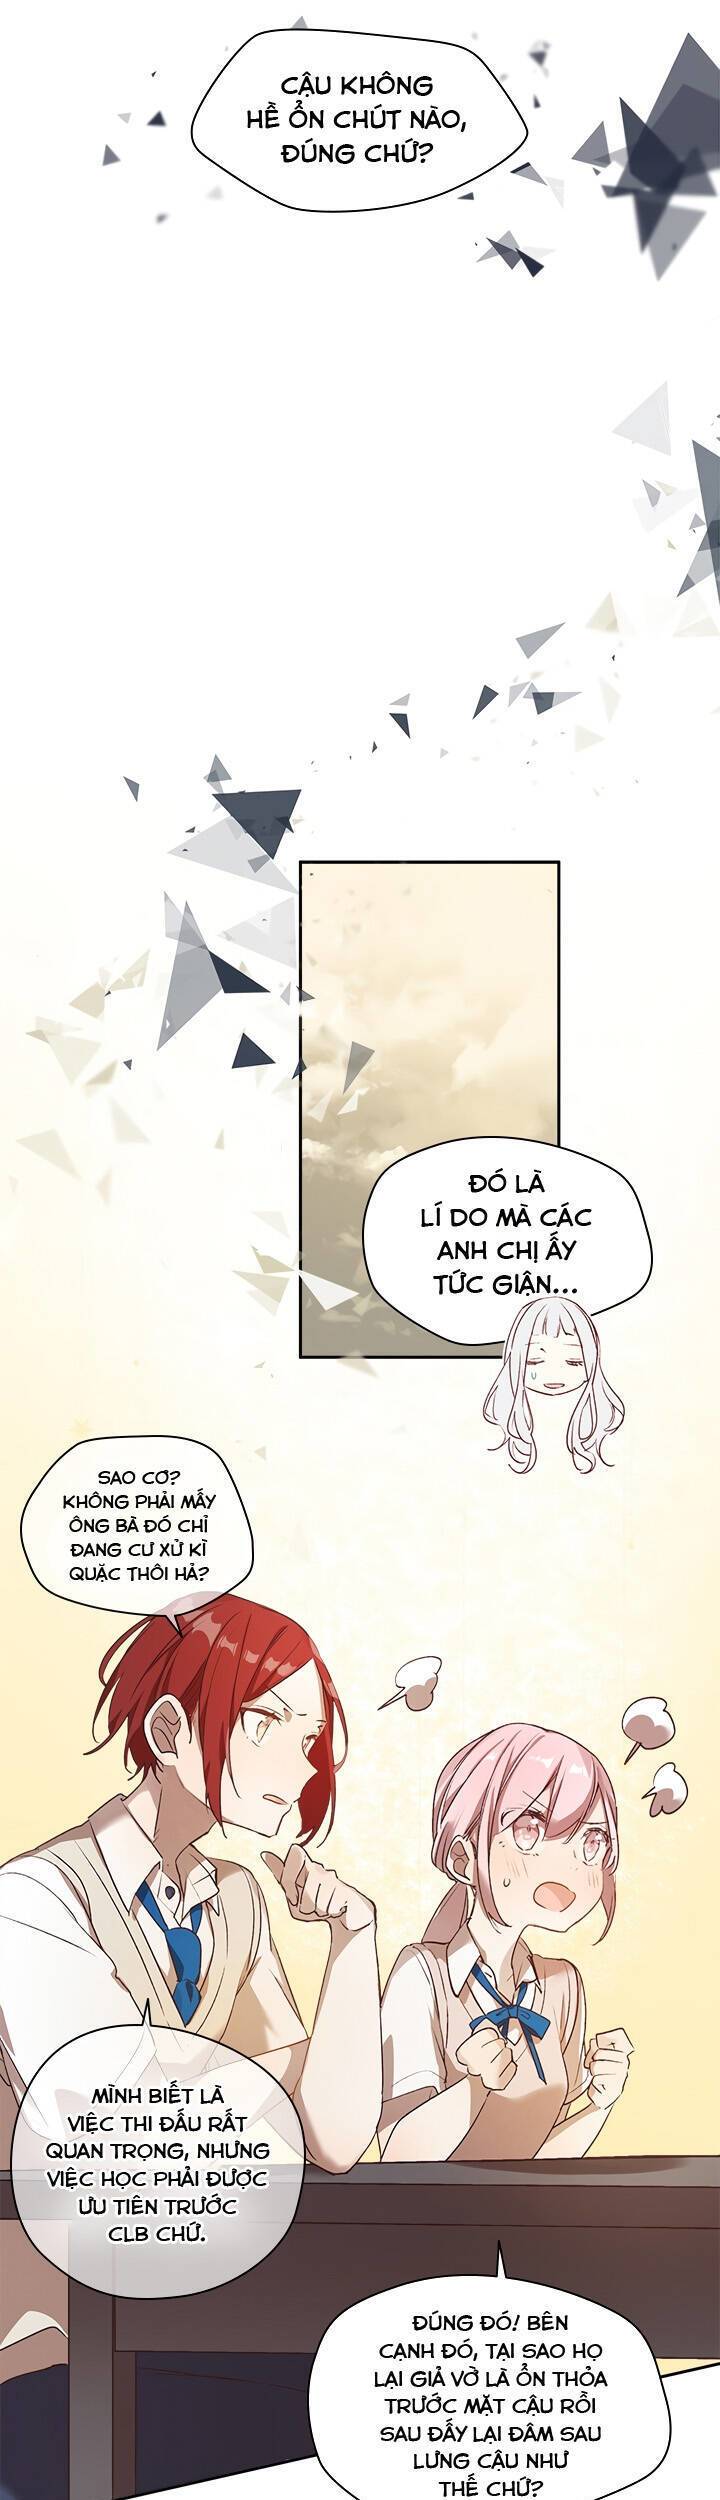 CẬU KHÔNG
HỀ ỔN CHÚT NÀO,
ĐÚNG CHỨ?
ĐÓ LÀ
LÍ DO MÀ CÁC
ANH CHỊ ẤY
TỨC GIẬN...
SAO CƠ?
KHÔNG PHẢI MẤY
ÔNG BÀ ĐÓ CHỈ
ĐANG CƯ XỬ KÌ
QUẶC THÔI HẢ?
MÌNH BIẾT LÀ
VIỆC THI ĐẤU RẤT
QUAN TRỌNG, NHƯNG
VIỆC HỌC PHẢI ĐƯỢC
ƯU TIÊN TRƯỚC
CLB CHỨ.
ĐÚNG ĐÓ! BÊN
CẠNH ĐÓ, TẠI SAO HỌ
LẠI GIẢ VỜ LÀ ỔN THỎA
TRƯỚC MẶT CẬU RỒI
SAU ĐẤY LẠI ĐÂM SAU
LƯNG CẬU NHƯ
THẾ CHỨ?